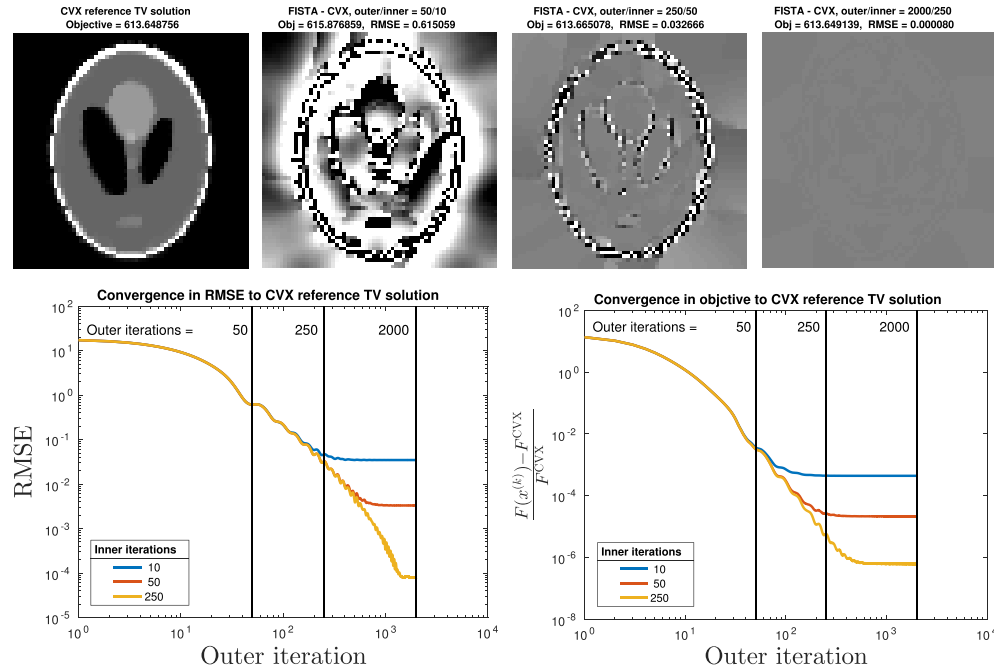 CVX reference TV solution
Objective = 613.648756
FISTA - CVX, outer/inner = 50/10
Obj = 615.876859, RMSE = 0.615059
FISTA - CVX, outer/inner = 250/50
Obj = 613.665078, RMSE = 0.032666
FISTA - CVX, outer/inner = 2000/250
Obj = 613.649139, RMSE = 0.000080
Convergence in RMSE to CVX reference TV solution
10^2
10^1
10^0
10^-1
10^-2
10^-3
10^-4
10^-5
RMSE
Outer iterations = 50 250 2000
Inner iterations
10
50
250
10^0 10^1 10^2 10^3 10^4
Outer iteration
Convergence in objctive to CVX reference TV solution
10^2
10^0
10^-2
10^-4
10^-6
10^-8
F(x^(k))−F^CVX
F^CVX
Outer iterations = 50 250 2000
Inner iterations
10
50
250
10^0 10^1 10^2 10^3 10^4
Outer iteration